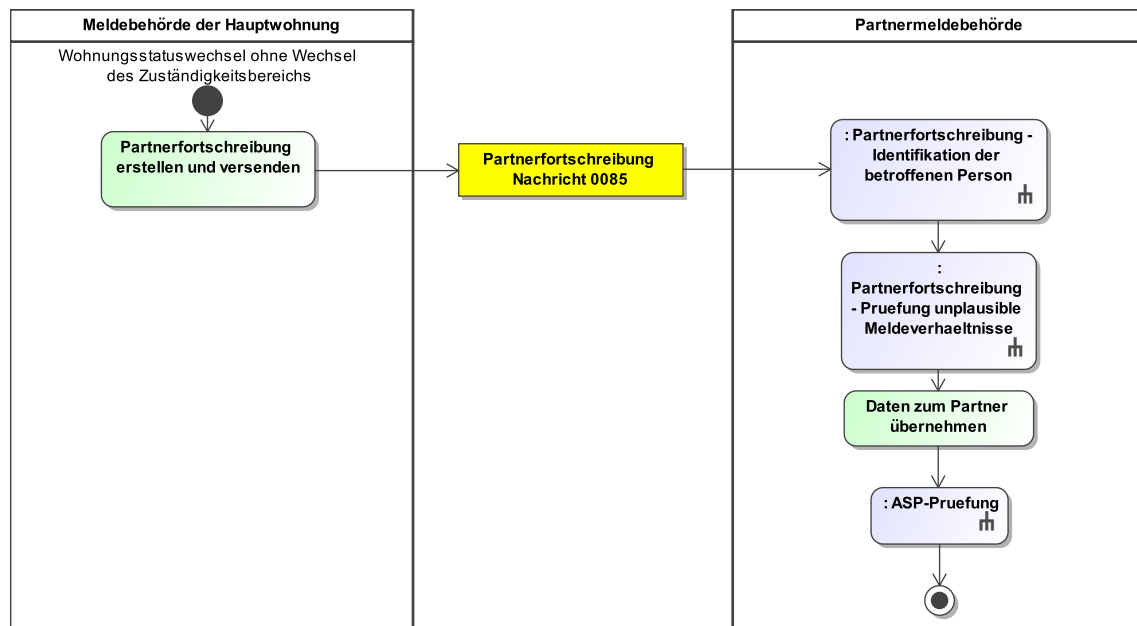 Meldebehörde der Hauptwohnung
Partnermeldebehörde
Wohnungsstatuswechsel ohne Wechsel
des Zuständigkeitsbereichs
Partnerfortschreibung
erstellen und versenden
Partnerfortschreibung
Nachricht 0085
: Partnerfortschreibung -
Identifikation der
betroffenen Person
:
Partnerfortschreibung
- Pruefung unplausible
Meldeverhaeltnisse
Daten zum Partner
übernehmen
: ASP-Pruefung